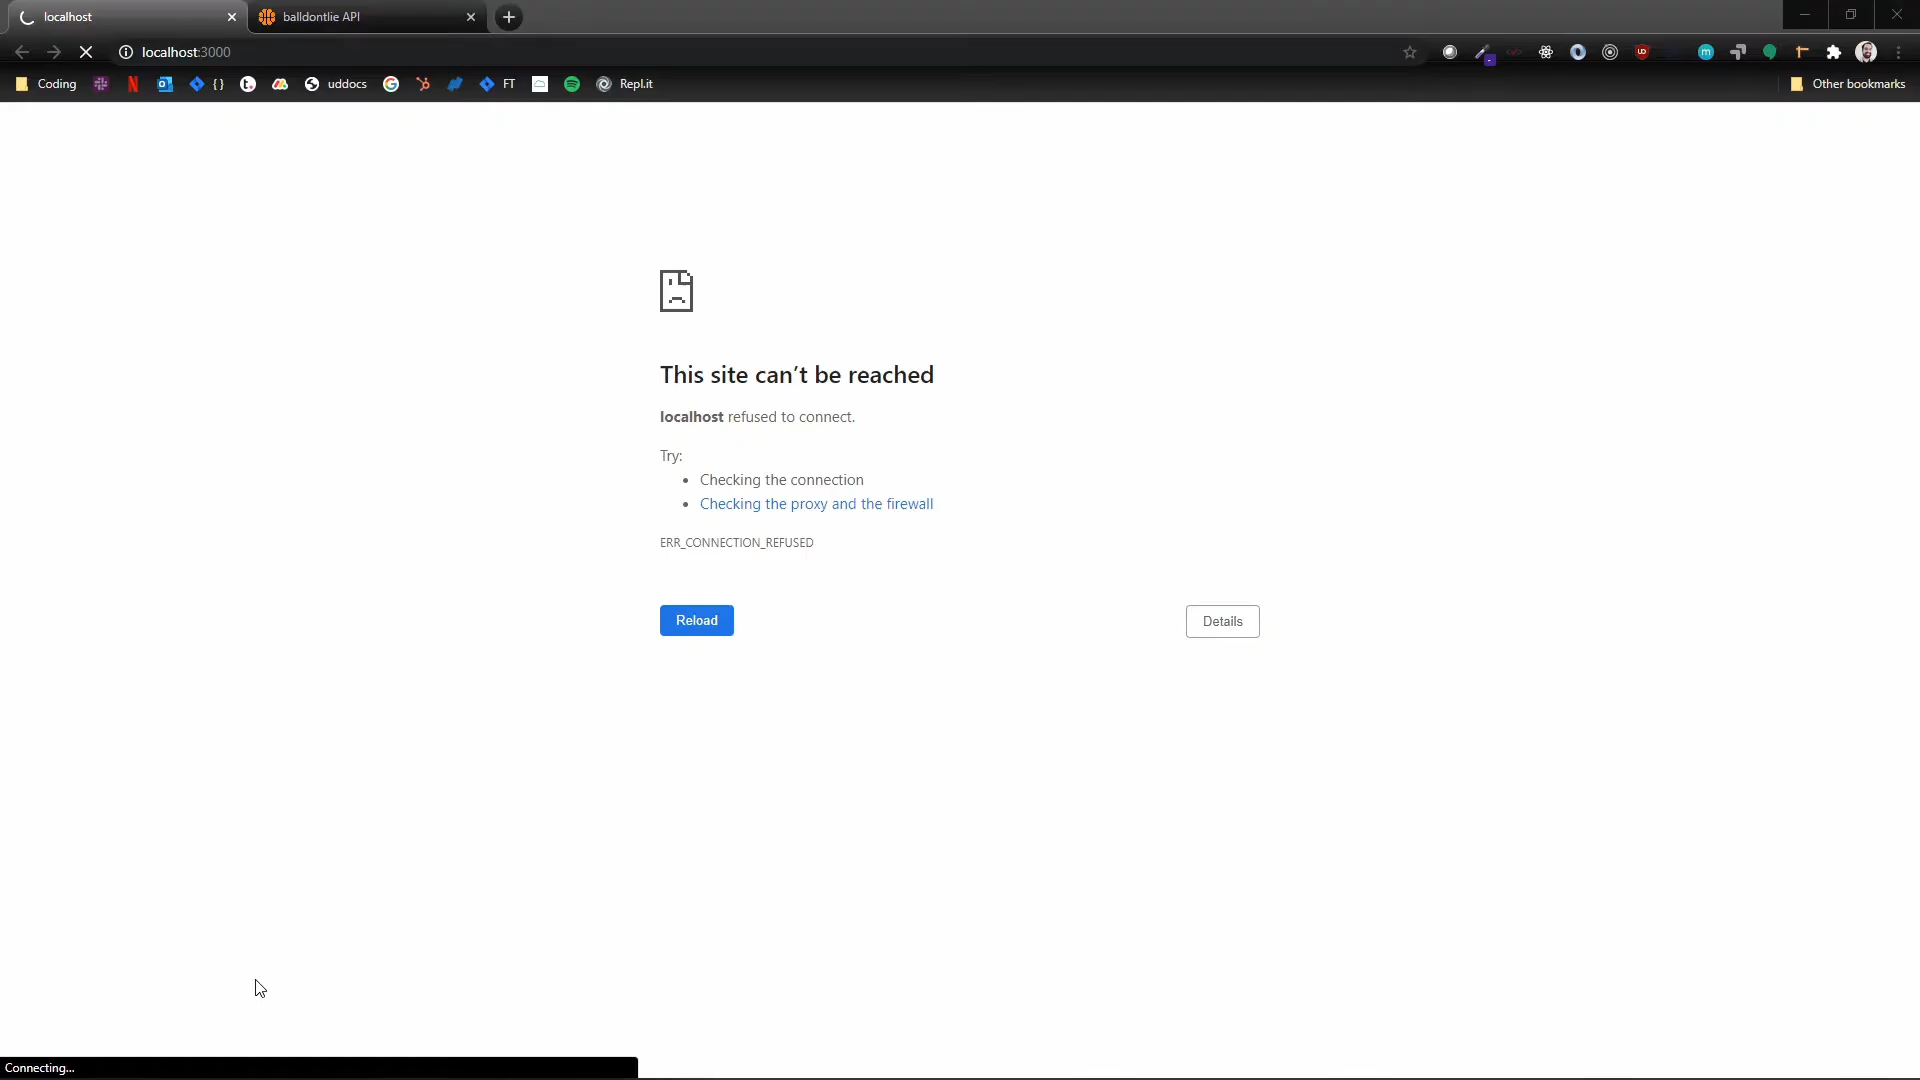 localhost
balldontlie API
localhost:3000
Coding
{ }
uddocs
FT
Repl.it
Other bookmarks
This site can’t be reached
localhost refused to connect.
Try:
Checking the connection
Checking the proxy and the firewall
ERR_CONNECTION_REFUSED
Reload
Details
Connecting...